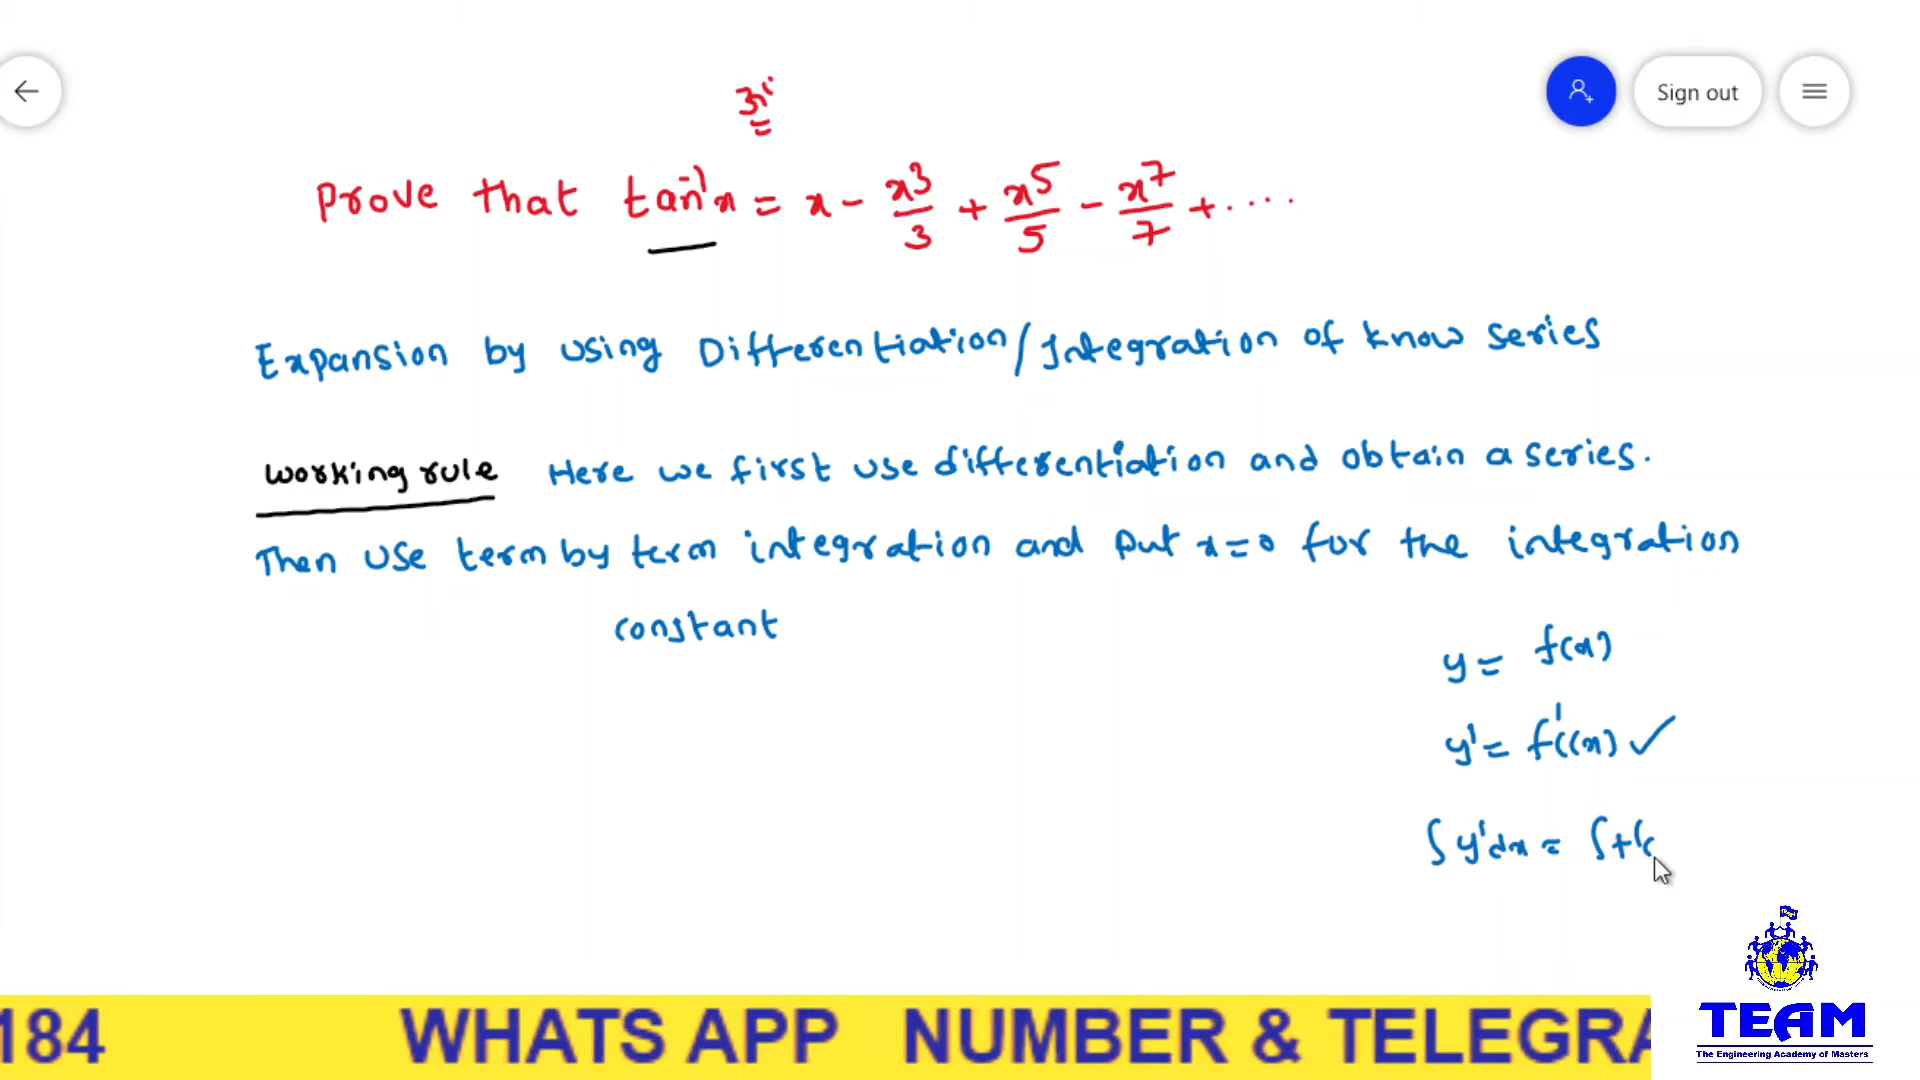 Sign out
Prove that tan⁻¹x = x - x³/3 + x⁵/5 - x⁷/7 + ....
Expansion by using Differentiation/Integration of know series
Working rule Here we first use differentiation and obtain a series.
Then use term by term integration and put x=0 for the integration
constant
y = f(x)
y' = f'(x) ✓
∫ y'dx = ∫
184 WHATS APP NUMBER & TELEGRA
TEAM
The Engineering Academy of Masters